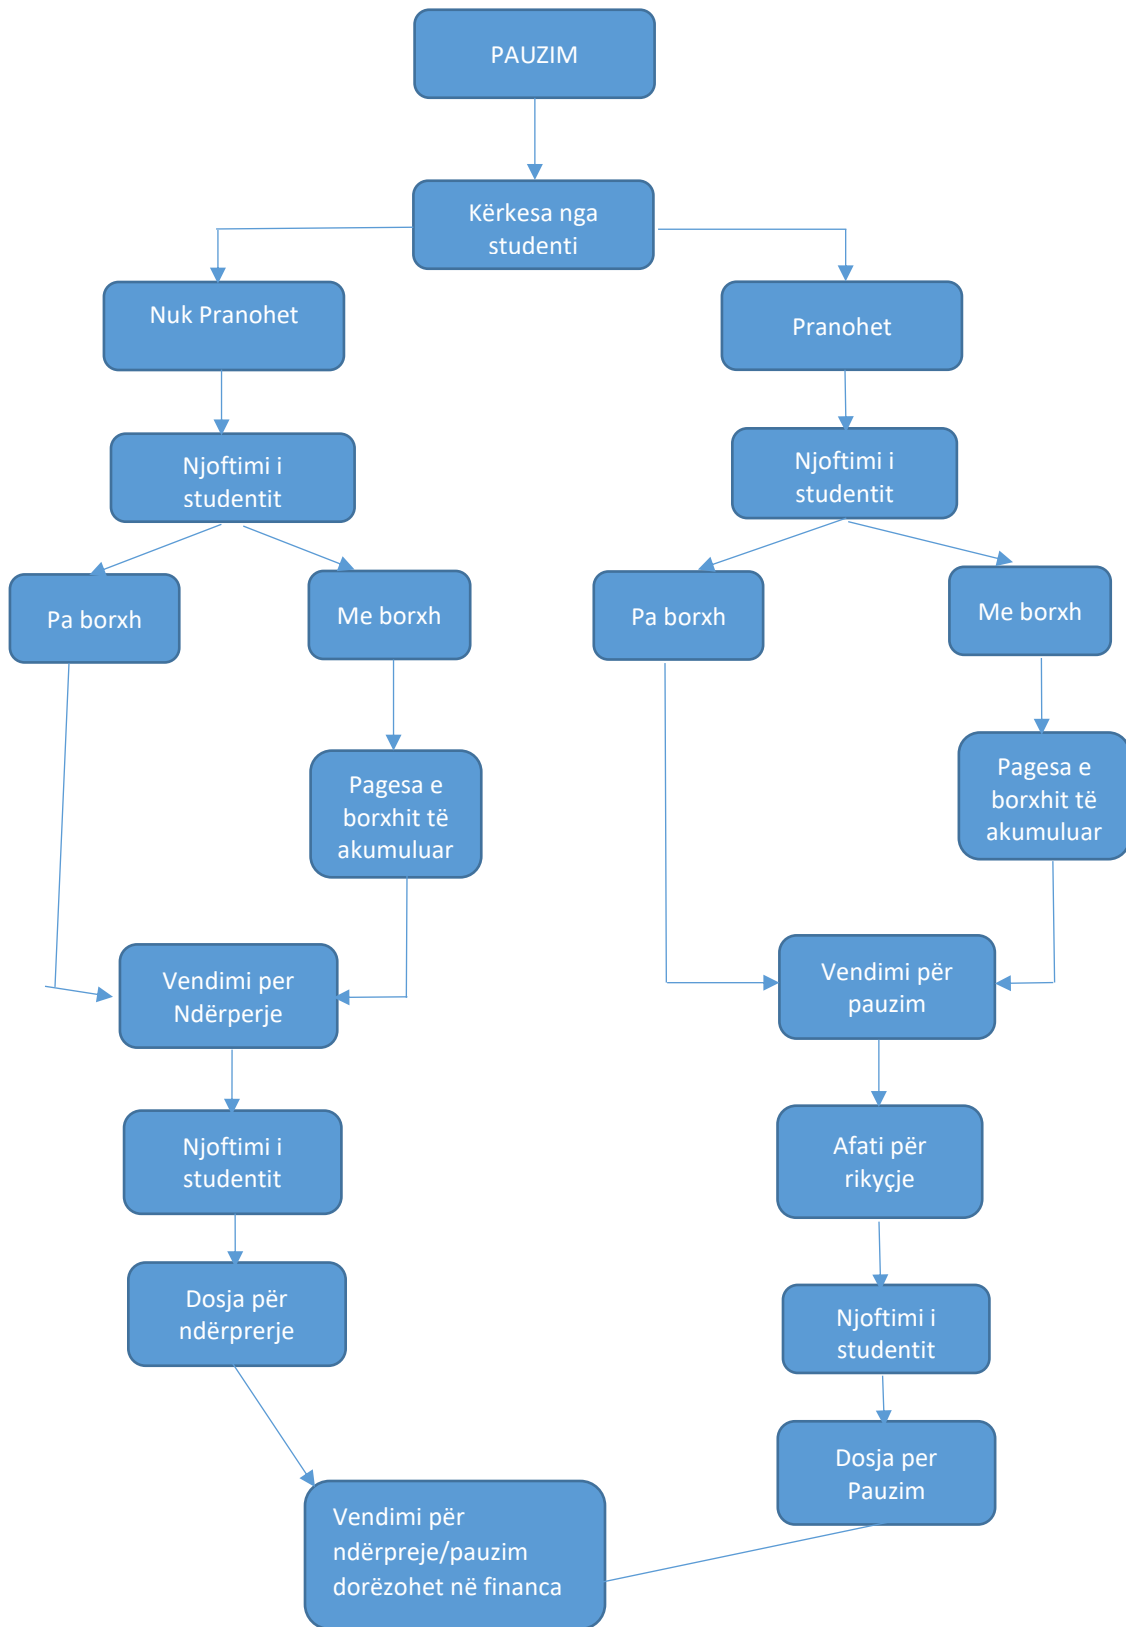 PAUZIM
Kërkesa nga
studenti
Nuk Pranohet
Pranohet
Njoftimi i
studentit
Njoftimi i
studentit
Pa borxh
Me borxh
Pa borxh
Me borxh
Pagesa e
borxhit të
akumuluar
Pagesa e
borxhit të
akumuluar
Vendimi per
Ndërperje
Vendimi për
pauzim
Njoftimi i
studentit
Afati për
rikyçje
Dosja për
ndërprerje
Njoftimi i
studentit
Dosja per
Pauzim
Vendimi për
ndërpreje/pauzim
dorëzohet në financa